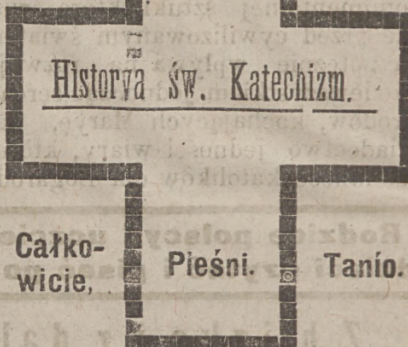 Historya św. Katechizm.
Całko-
wicie,
Pieśni.
Tanio.